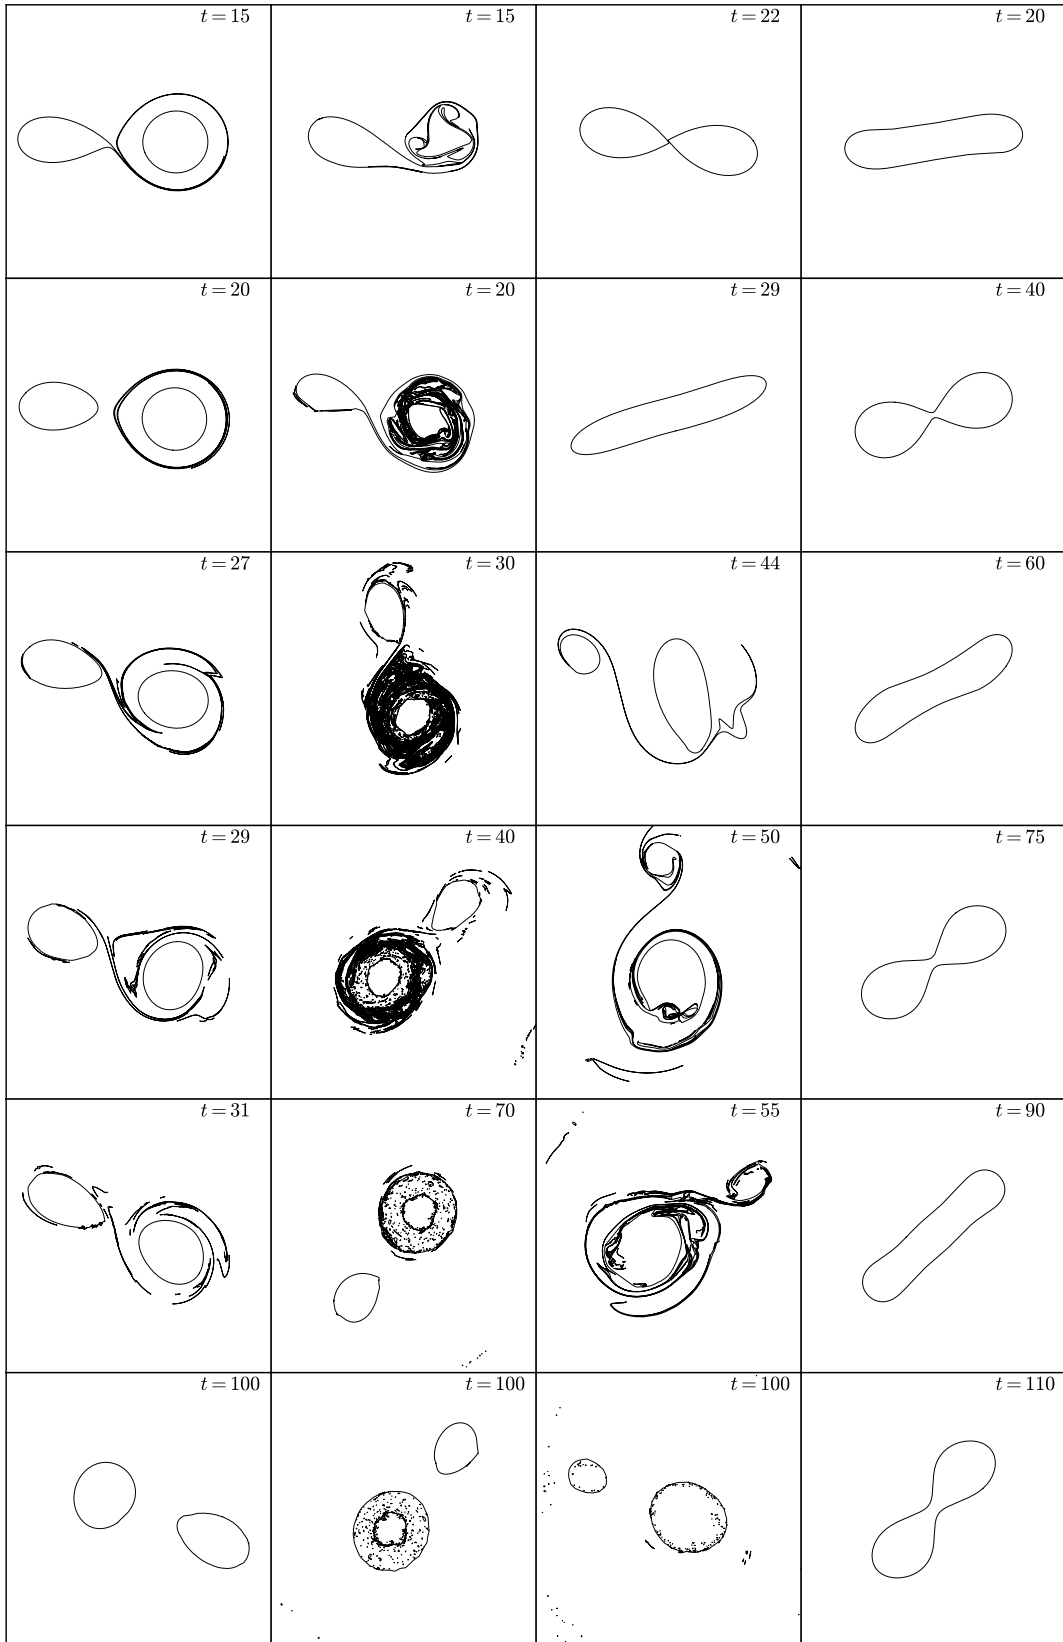 t = 15 t = 15 t = 22 t = 20
t = 20 t = 20 t = 29 t = 40
t = 27 t = 30 t = 44 t = 60
t = 29 t = 40 t = 50 t = 75
t = 31 t = 70 t = 55 t = 90
t = 100 t = 100 t = 100 t = 110